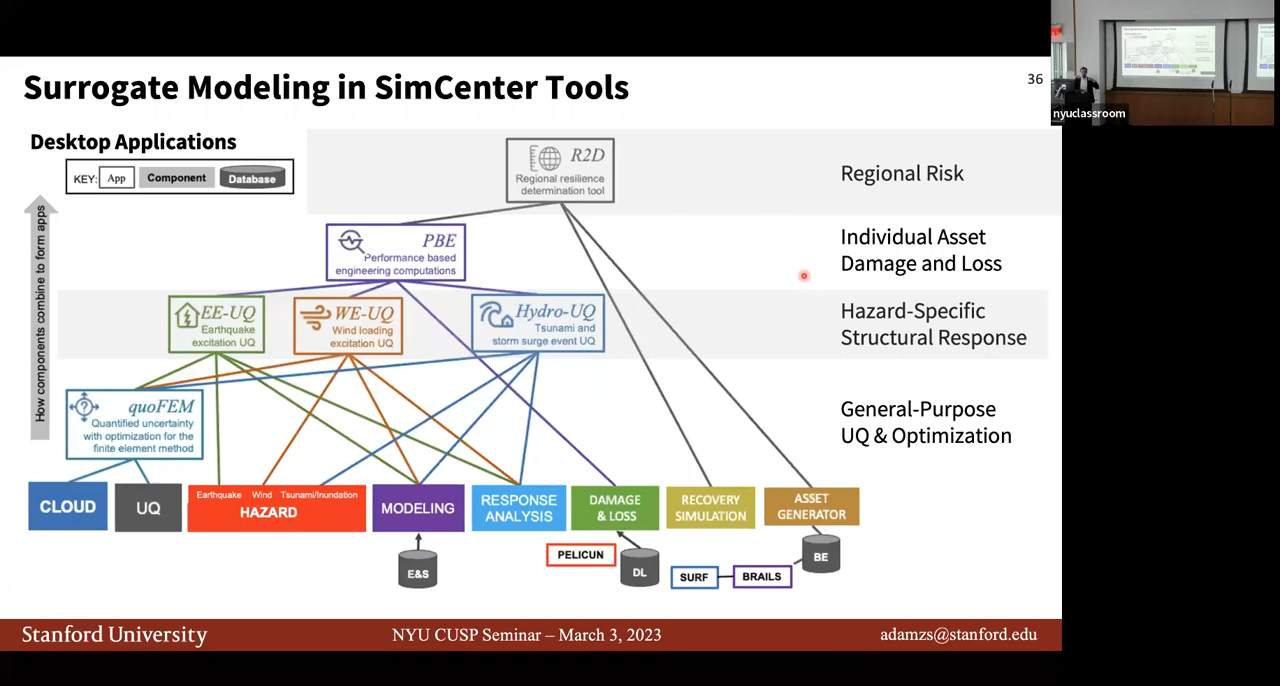 Surrogate Modeling in SimCenter Tools
36
nyuclassroom
Desktop Applications
KEY:
App
Component
Database
How components combine to form apps
R2D
Regional resilience
determination tool
Regional Risk
PBE
Performance based
engineering computations
Individual Asset
Damage and Loss
EE-UQ
Earthquake
excitation UQ
WE-UQ
Wind loading
excitation UQ
Hydro-UQ
Tsunami and
storm surge event UQ
Hazard-Specific
Structural Response
quoFEM
Quantified uncertainty
with optimization for the
finite element method
General-Purpose
UQ & Optimization
CLOUD
UQ
Earthquake Wind Tsunami/Inundation
HAZARD
MODELING
RESPONSE
ANALYSIS
DAMAGE
& LOSS
RECOVERY
SIMULATION
ASSET
GENERATOR
E&S
PELICUN
DL
SURF
BRAILS
BE
Stanford University
NYU CUSP Seminar – March 3, 2023
adamzs@stanford.edu